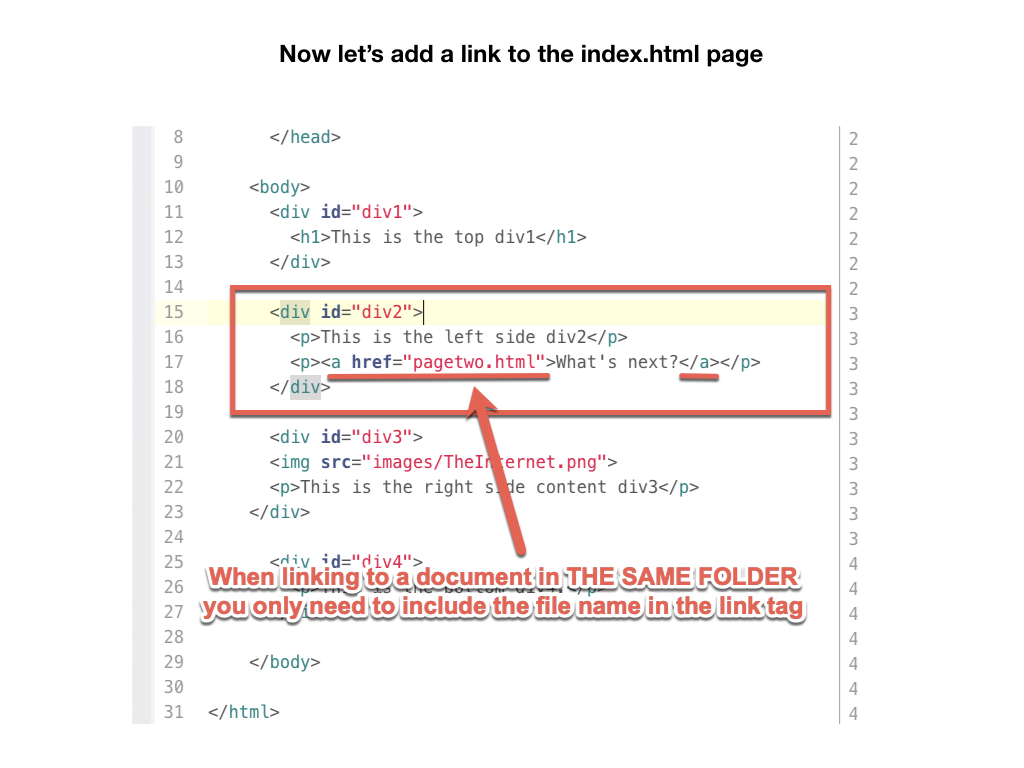 Now let’s add a link to the index.html page
8 </head>
9
10 <body>
11 <div id="div1">
12 <h1>This is the top div1</h1>
13 </div>
14
15 <div id="div2">
16 <p>This is the left side div2</p>
17 <p><a href="pagetwo.html">What's next?</a></p>
18 </div>
19
20 <div id="div3">
21 <img src="images/TheInternet.png">
22 <p>This is the right side content div3</p>
23 </div>
24
25 <div id="div4">
When linking to a document in THE SAME FOLDER
26
you only need to include the file name in the link tag
27
28
29 </body>
30
31 </html>
2
2
2
2
2
2
2
3
3
3
3
3
3
3
3
3
3
4
4
4
4
4
4
4